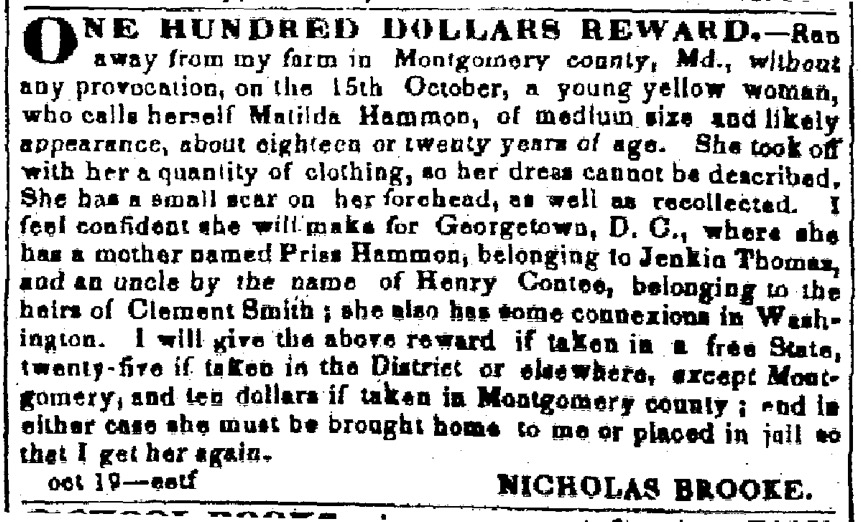 ONE HUNDRED DOLLARS REWARD.—Ran
away from my farm in Montgomery county, Md., without
any provocation, on the 15th October, a young yellow woman,
who calls herself Matilda Hammon, of medium size and likely
appearance, about eighteen or twenty years of age. She took off
with her a quantity of clothing, so her dress cannot be described.
She has a small scar on her forehead, as well as recollected. I
feel confident she will make for Georgetown, D. C., where she
has a mother named Priss Hammon, belonging to Jenkin Thomas,
and an uncle by the name of Henry Contee, belonging to the
heirs of Clement Smith; she also has some connexions in Wash-
ington. I will give the above reward if taken in a free State,
twenty-five if taken in the District or elsewhere, except Mont-
gomery, and ten dollars if taken in Montgomery county; and in
either case she must be brought home to me or placed in jail so
that I get her again.
oct 19—eotf NICHOLAS BROOKE.